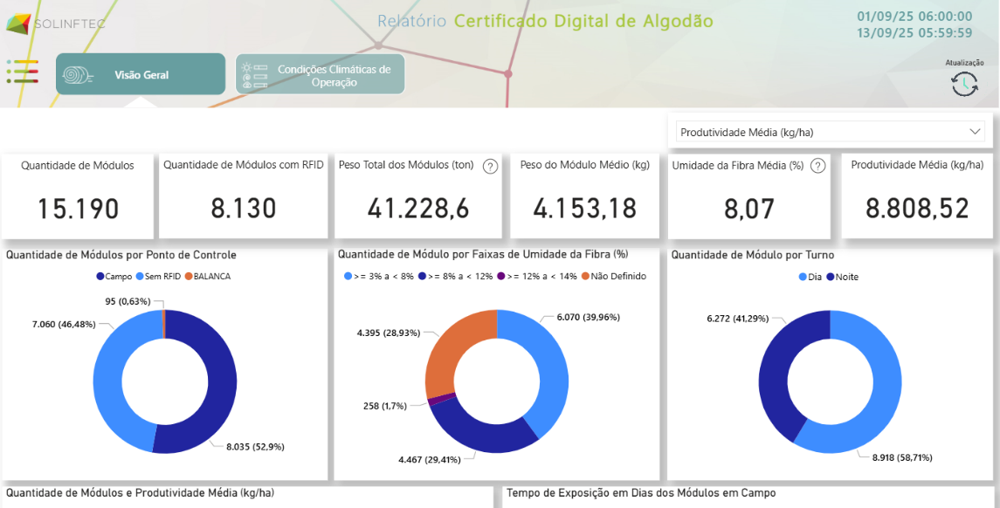 SOLINFTEC
Relatório Certificado Digital de Algodão
01/09/25 06:00:00
13/09/25 05:59:59
Visão Geral
Condições Climáticas de
Operação
Atualização
Produtividade Média (kg/ha)
Quantidade de Módulos
15.190
Quantidade de Módulos com RFID
8.130
Peso Total dos Módulos (ton) ?
41.228,6
Peso do Módulo Médio (kg)
4.153,18
Umidade da Fibra Média (%) ?
8,07
Produtividade Média (kg/ha)
8.808,52
Quantidade de Módulos por Ponto de Controle
Campo Sem RFID BALANCA
95 (0,63%)
7.060 (46,48%)
8.035 (52,9%)
Quantidade de Módulo por Faixas de Umidade da Fibra (%)
>= 3% a < 8% >= 8% a < 12% >= 12% a < 14% Não Definido
6.070 (39,96%)
4.395 (28,93%)
258 (1,7%)
4.467 (29,41%)
Quantidade de Módulo por Turno
Dia Noite
6.272 (41,29%)
8.918 (58,71%)
Quantidade de Módulos e Produtividade Média (kg/ha)
Tempo de Exposição em Dias dos Módulos em Campo